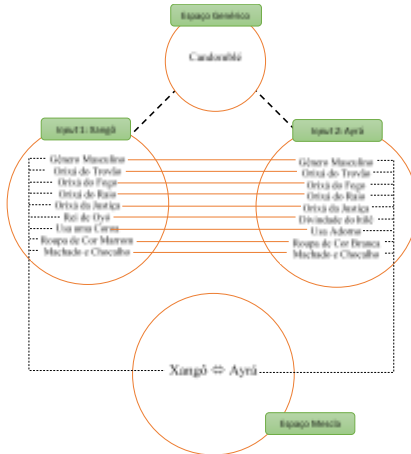 Espaço Genérico
Candomblé
Input 1: Xangô
Input 2: Ayrá
Gênero Masculino
Orixá do Trovão
Orixá do Fogo
Orixá do Raio
Orixá da Justiça
Rei de Oyó
Usa uma Coroa
Roupa de Cor Marrom
Machado e Chocalho
Gênero Masculino
Orixá do Trovão
Orixá do Fogo
Orixá do Raio
Orixá da Justiça
Divindade do
Usa Adorno
Roupa de Cor Branca
Machado e Chocalho
Xangô ⇔ Ayrá
Espaço Mescla